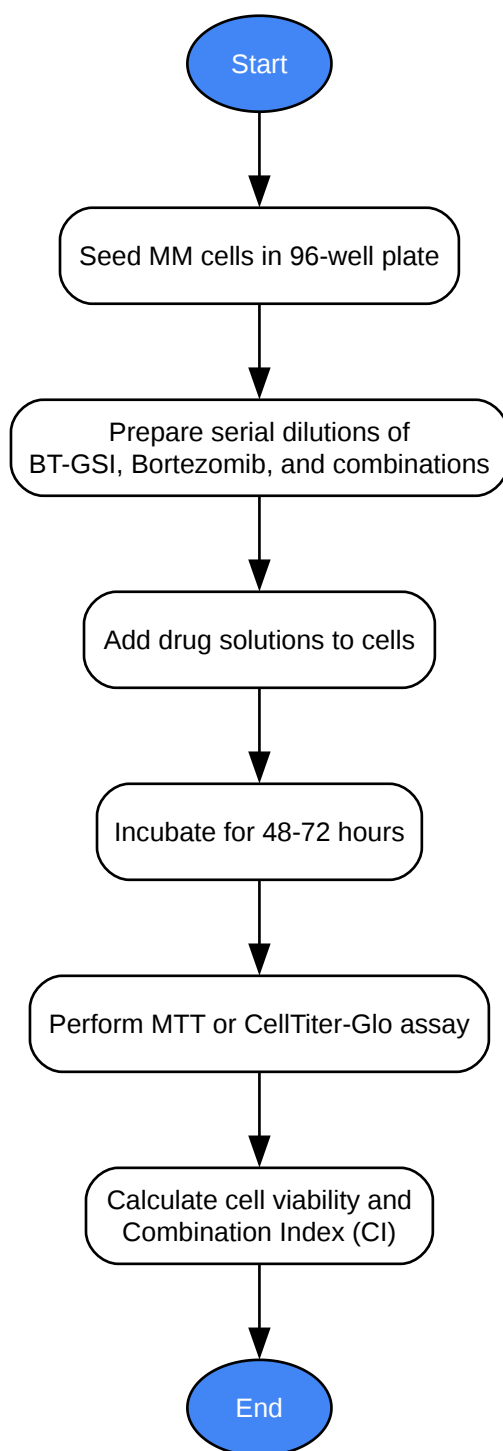 Start
Seed MM cells in 96-well plate
Prepare serial dilutions of
BT-GSI, Bortezomib, and combinations
Add drug solutions to cells
Incubate for 48-72 hours
Perform MTT or CellTiter-Glo assay
Calculate cell viability and
Combination Index (CI)
End